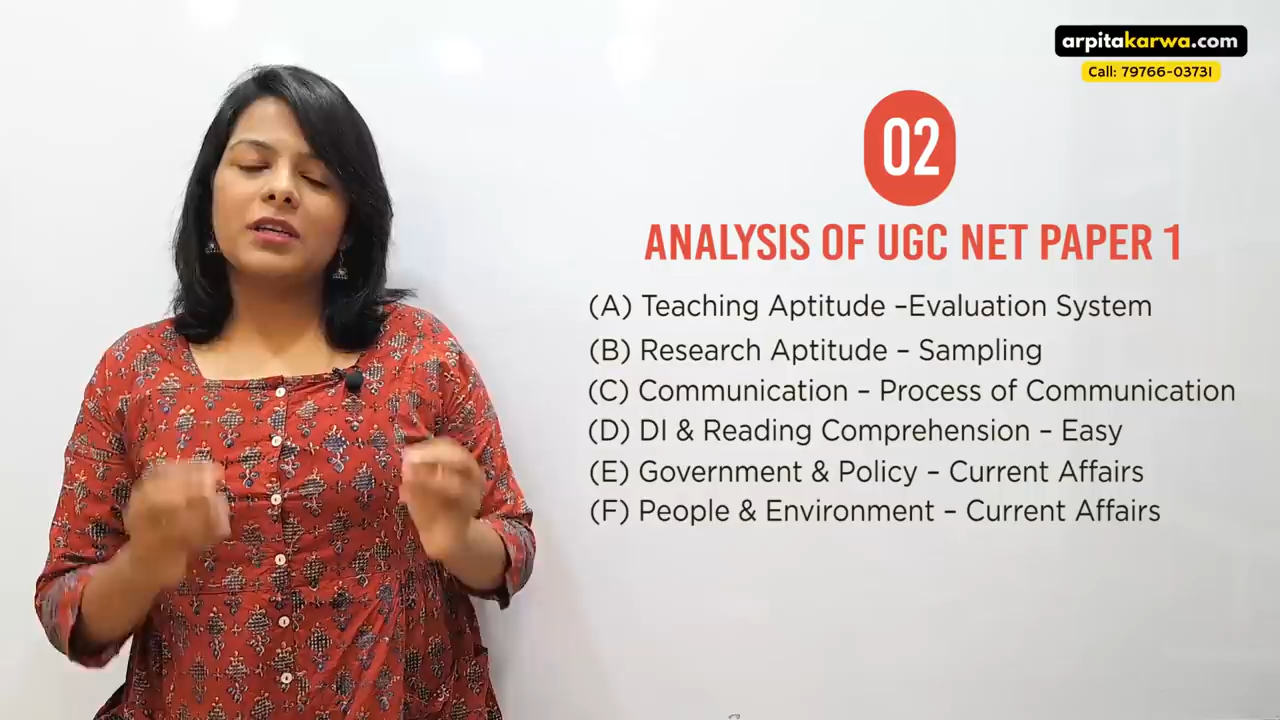 arpitakarwa.com
Call: 79766-03731
02
ANALYSIS OF UGC NET PAPER 1
(A) Teaching Aptitude –Evaluation System
(B) Research Aptitude – Sampling
(C) Communication – Process of Communication
(D) DI & Reading Comprehension – Easy
(E) Government & Policy – Current Affairs
(F) People & Environment – Current Affairs